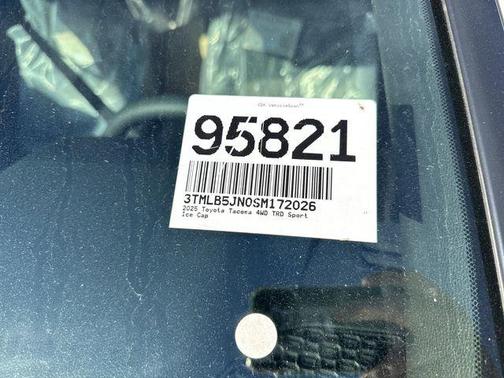 95821
3TMLB5JN0SM172026
2025 Toyota Tacoma 4WD TRD Sport
Ice Cap